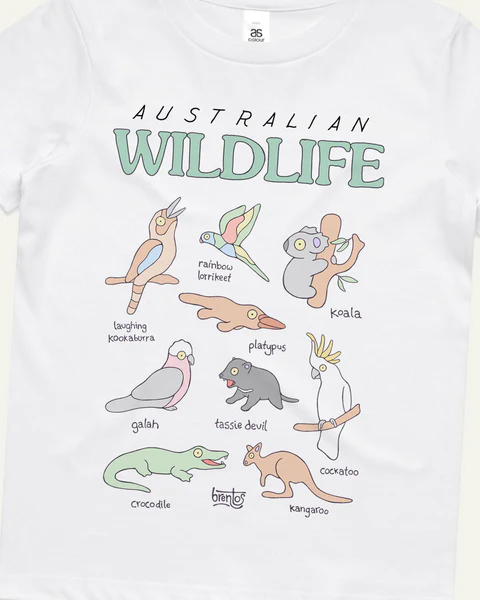 as
colour
AUSTRALIAN
WILDLIFE
rainbow
lorrikeet
koala
laughing
kookaburra
platypus
galah
tassie devil
cockatoo
crocodile
brentos
kangaroo